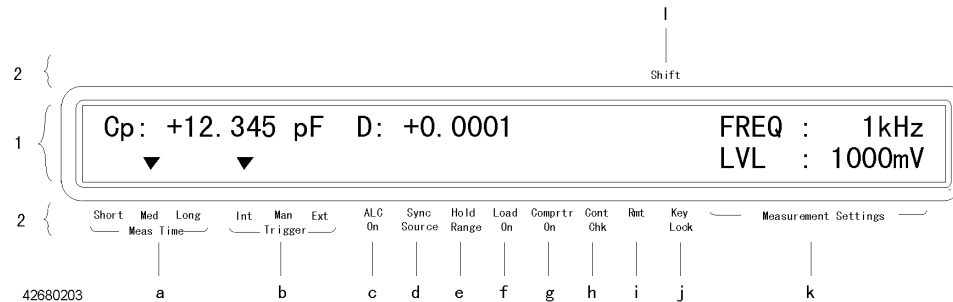 l
Shift
2
1
Cp: +12.345 pF D: +0.0001 FREQ : 1kHz
▼ ▼ LVL : 1000mV
2
Short Med Long Int Man Ext ALC Sync Hold Load Comprtr Cont Rmt Key
Meas Time Trigger On Source Range On On Chk Lock Measurement Settings
42680203 a b c d e f g h i j k